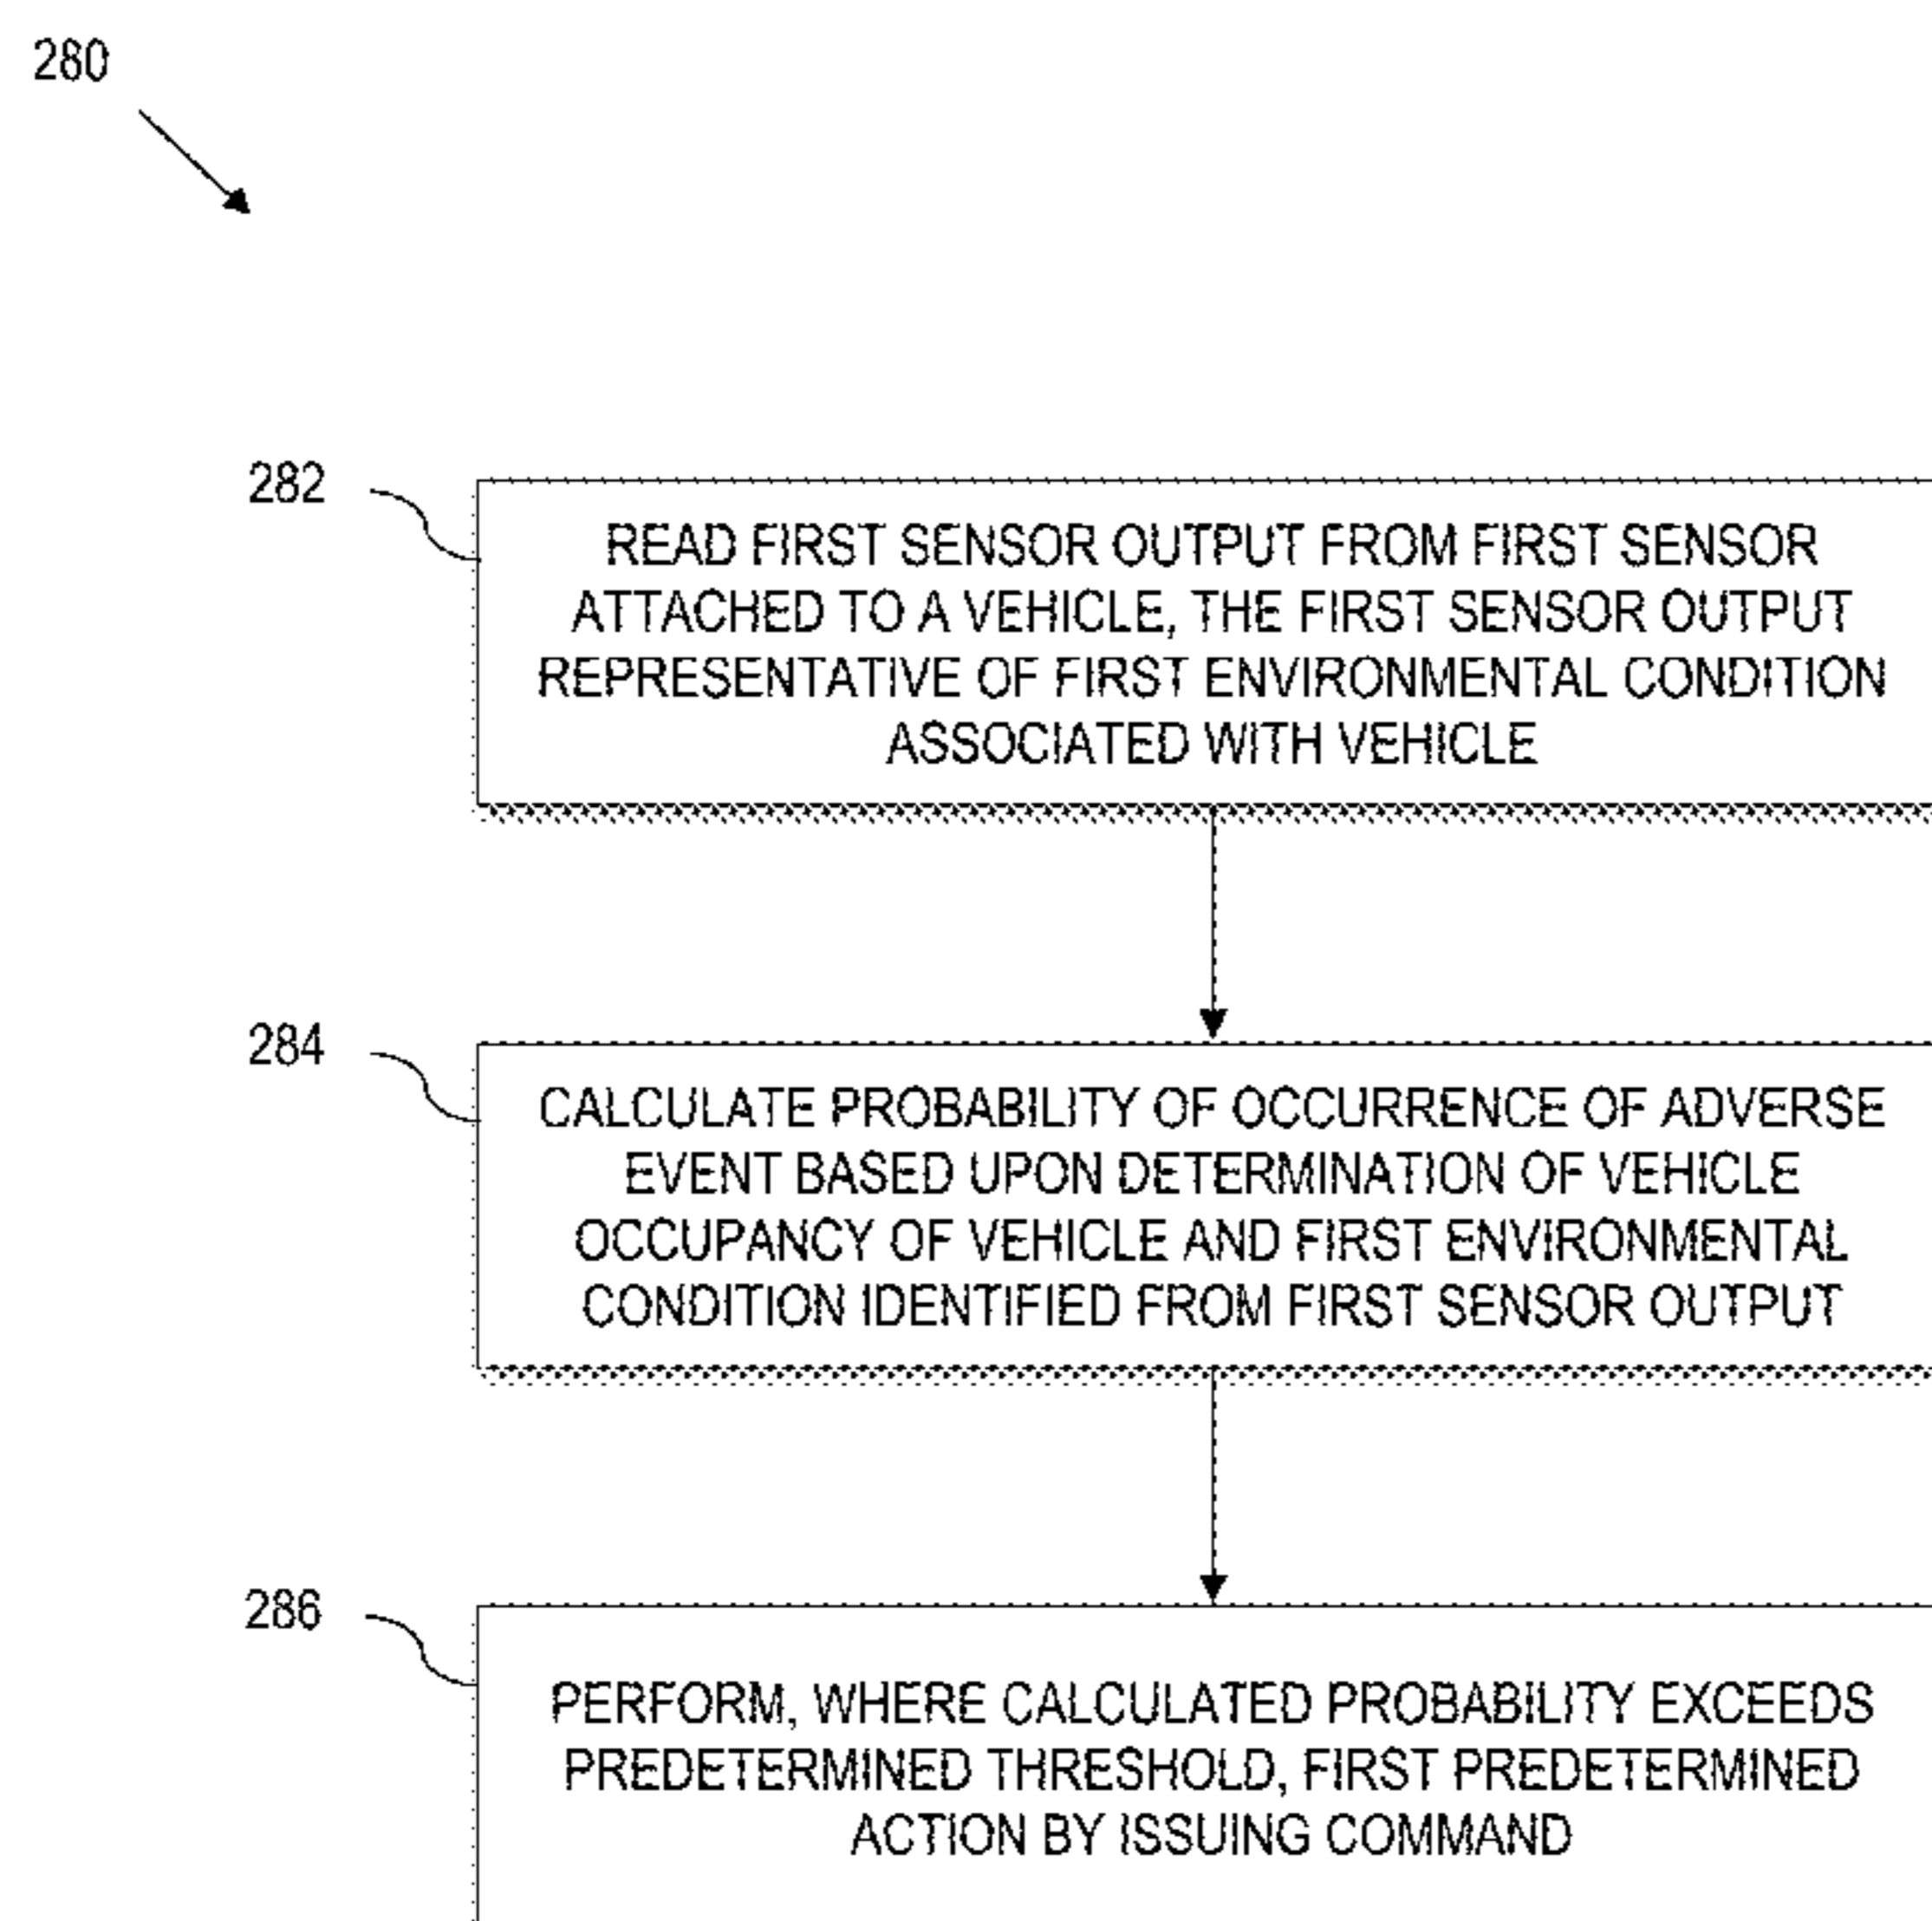 280
282
READ FIRST SENSOR OUTPUT FROM FIRST SENSOR
ATTACHED TO A VEHICLE, THE FIRST SENSOR OUTPUT
REPRESENTATIVE OF FIRST ENVIRONMENTAL CONDITION
ASSOCIATED WITH VEHICLE
284
CALCULATE PROBABILITY OF OCCURRENCE OF ADVERSE
EVENT BASED UPON DETERMINATION OF VEHICLE
OCCUPANCY OF VEHICLE AND FIRST ENVIRONMENTAL
CONDITION IDENTIFIED FROM FIRST SENSOR OUTPUT
286
PERFORM, WHERE CALCULATED PROBABILITY EXCEEDS
PREDETERMINED THRESHOLD, FIRST PREDETERMINED
ACTION BY ISSUING COMMAND